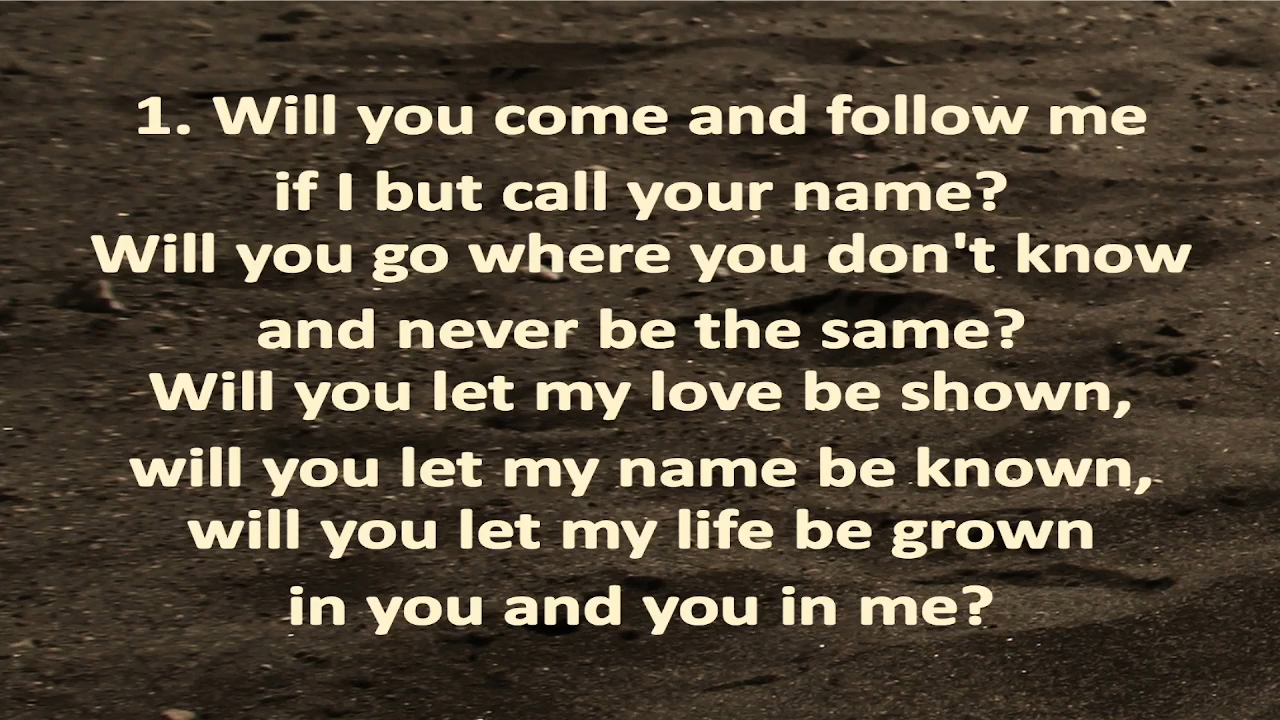 1. Will you come and follow me
if I but call your name?
Will you go where you don't know
and never be the same?
Will you let my love be shown,
will you let my name be known,
will you let my life be grown
in you and you in me?